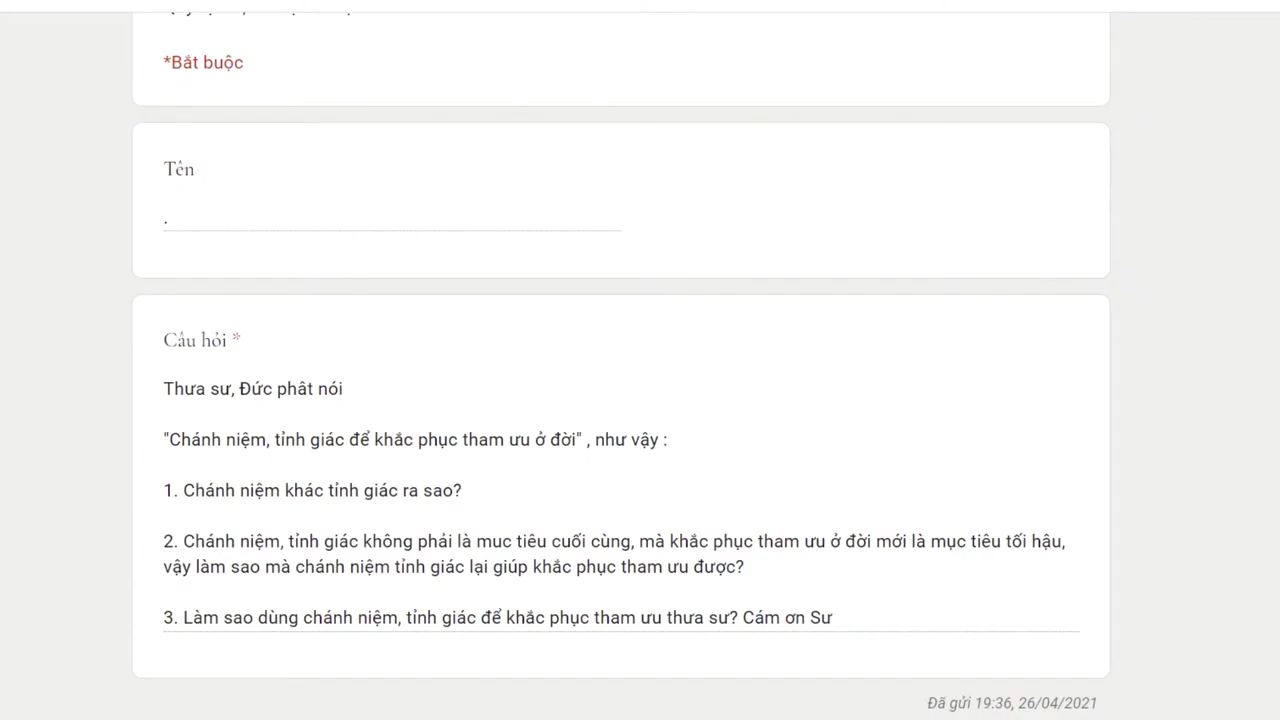 *Bắt buộc
Tên
.
Câu hỏi *
Thưa sư, Đức phât nói
"Chánh niệm, tỉnh giác để khắc phục tham ưu ở đời" , như vậy :
1. Chánh niệm khác tỉnh giác ra sao?
2. Chánh niệm, tỉnh giác không phải là muc tiêu cuối cùng, mà khắc phục tham ưu ở đời mới là mục tiêu tối hậu,
vậy làm sao mà chánh niệm tỉnh giác lại giúp khắc phục tham ưu được?
3. Làm sao dùng chánh niệm, tỉnh giác để khắc phục tham ưu thưa sư? Cám ơn Sư
Đã gửi 19:36, 26/04/2021